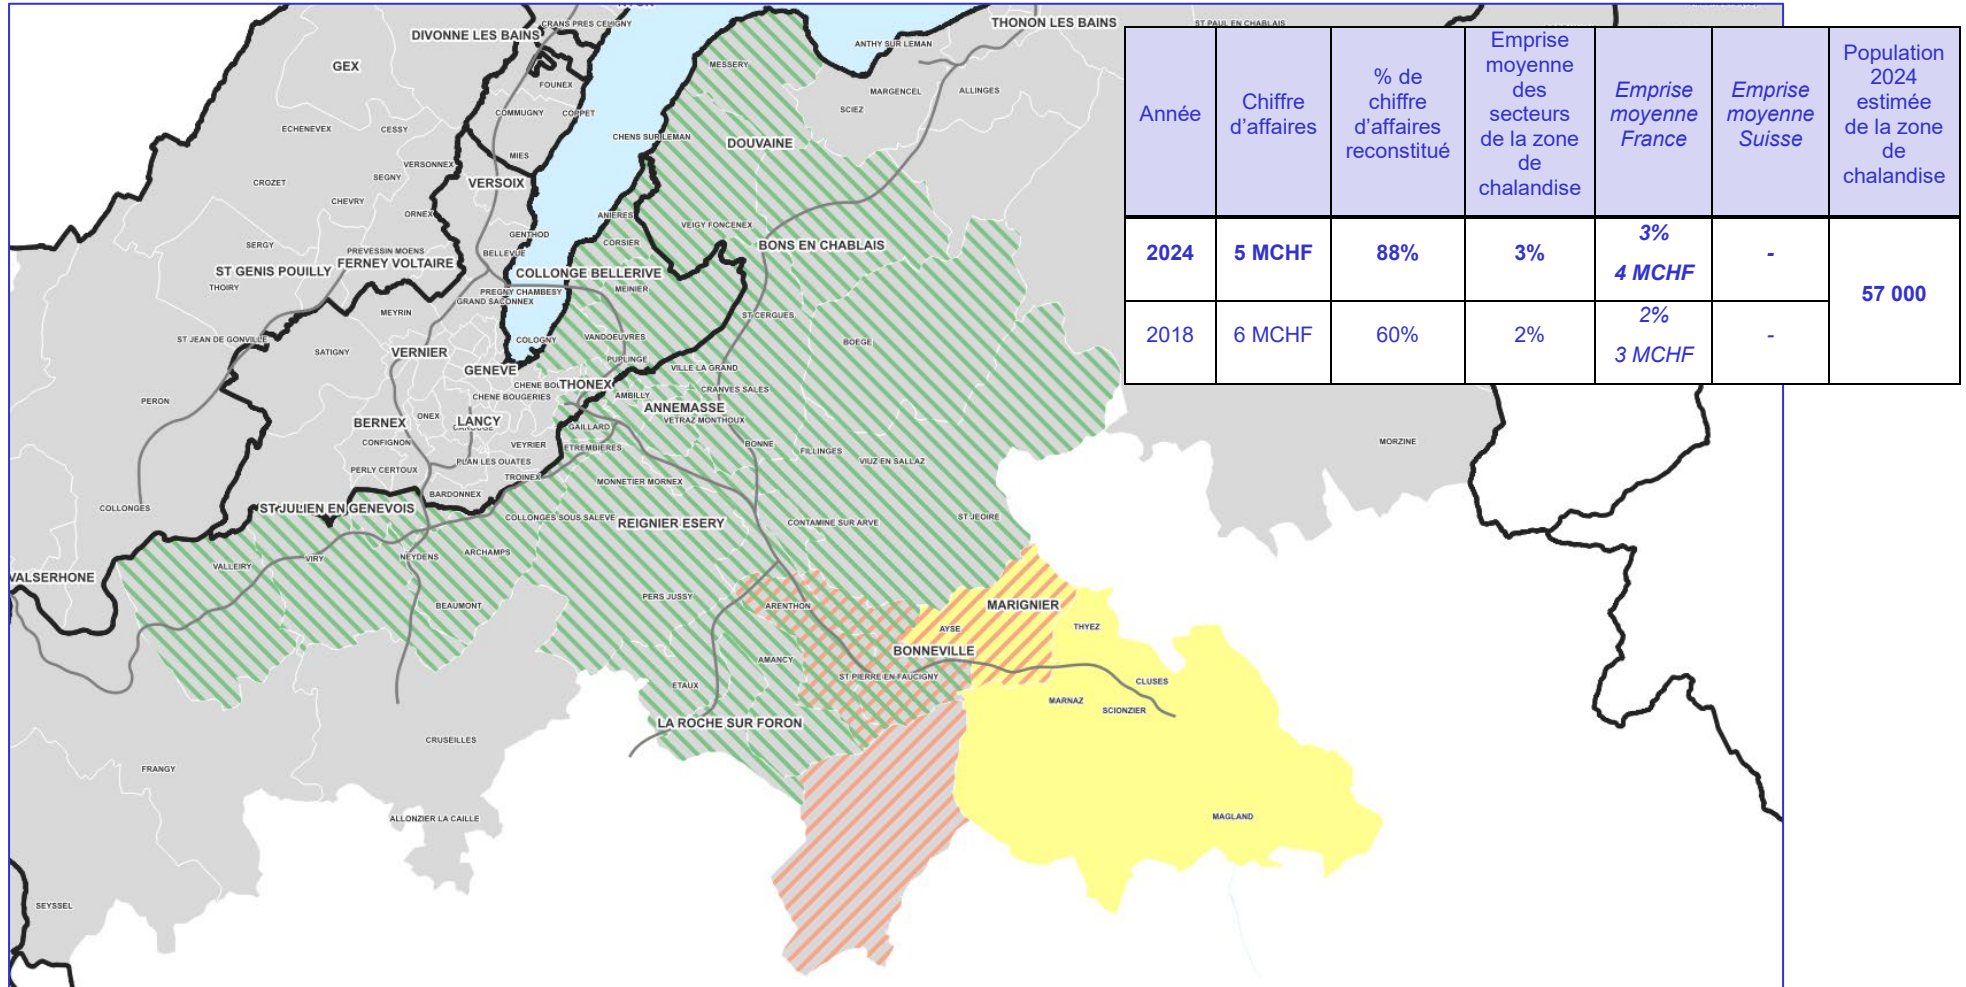 CRANS PRES CELIGNY
THONON LES BAINS
ST PAUL EN CHABLAIS
DIVONNE LES BAINS
ANTHY SUR LEMAN
GEX
MESSERY
FOUNEX
MARGENCEL
ALLINGES
SCIEZ
COMMUGNY
COPPET
ECHENEVEX
CESSY
CHENS SUR LEMAN
DOUVAINE
MIES
VERSONNEX
SEGNY
CROZET
VERSOIX
CHEVRY
ORNEX
ANIERES
VEIGY FONCENEX
GENTHOD
SERGY
PREVESSIN MOENS
BELLEVUE
CORSIER
BONS EN CHABLAIS
FERNEY VOLTAIRE
ST GENIS POUILLY
COLLONGE BELLERIVE
THOIRY
MEINIER
PREGNY CHAMBESY
GRAND SACONNEX
MEYRIN
ST CERGUES
ST JEAN DE GONVILLE
COLOGNY
VANDOEUVRES
BOEGE
SATIGNY
VERNIER
PUPLINGE
GENEVE
VILLE LA GRAND
CHENE BOU
THONEX
CRANVES SALES
CHENE BOUGERIES
AMBILLY
PERON
ANNEMASSE
ONEX
VETRAZ MONTHOUX
BERNEX
LANCY
GAILLARD
CONFIGNON
VEYRIER
ETREMBIERES
BONNE
FILLINGES
MORZINE
PERLY CERTOUX
PLAN LES OUATES
VIUZ EN SALLAZ
TROINEX
MONNETIER MORNEX
BARDONNEX
COLLONGES
ST JULIEN EN GENEVOIS
COLLONGES SOUS SALEVE
REIGNIER ESERY
CONTAMINE SUR ARVE
ST JEOIRE
VALLEIRY
VIRY
NEYDENS
ARCHAMPS
VALSERHONE
BEAUMONT
PERS JUSSY
ARENTHON
MARIGNIER
AYSE
THYEZ
BONNEVILLE
AMANCY
ETAUX
ST PIERRE EN FAUCIGNY
CLUSES
MARNAZ
SCIONZIER
LA ROCHE SUR FORON
CRUSEILLES
FRANGY
ALLONZIER LA CAILLE
MAGLAND
SEYSSEL
Année
Chiffre
d’affaires
% de
chiffre
d’affaires
reconstitué
Emprise
moyenne
des
secteurs
de la zone
de
chalandise
Emprise
moyenne
France
Emprise
moyenne
Suisse
Population
2024
estimée
de la zone
de
chalandise
2024
5 MCHF
88%
3%
3%
4 MCHF
-
57 000
2018
6 MCHF
60%
2%
2%
3 MCHF
-